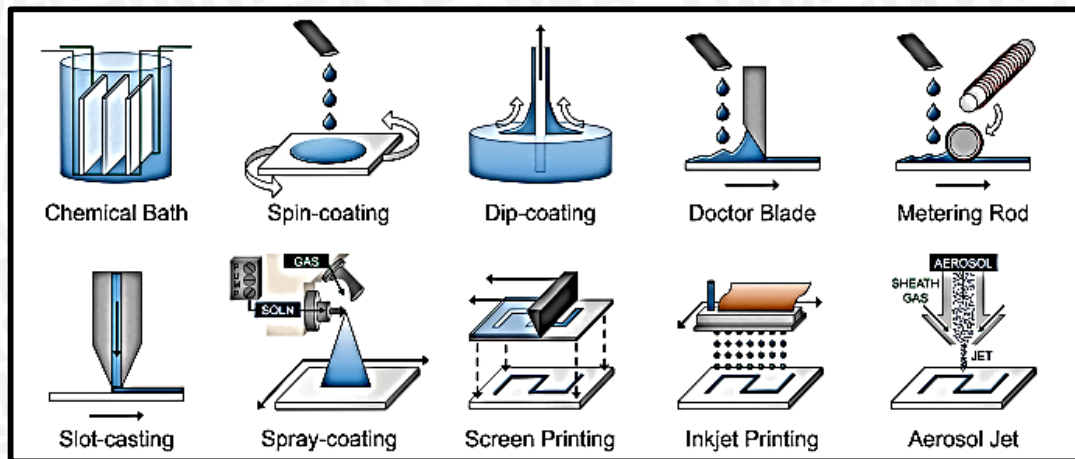 Chemical Bath
Spin-coating
Dip-coating
Doctor Blade
Metering Rod
PUMP
GAS
SOLN
AEROSOL
SHEATH
GAS
JET
Slot-casting
Spray-coating
Screen Printing
Inkjet Printing
Aerosol Jet